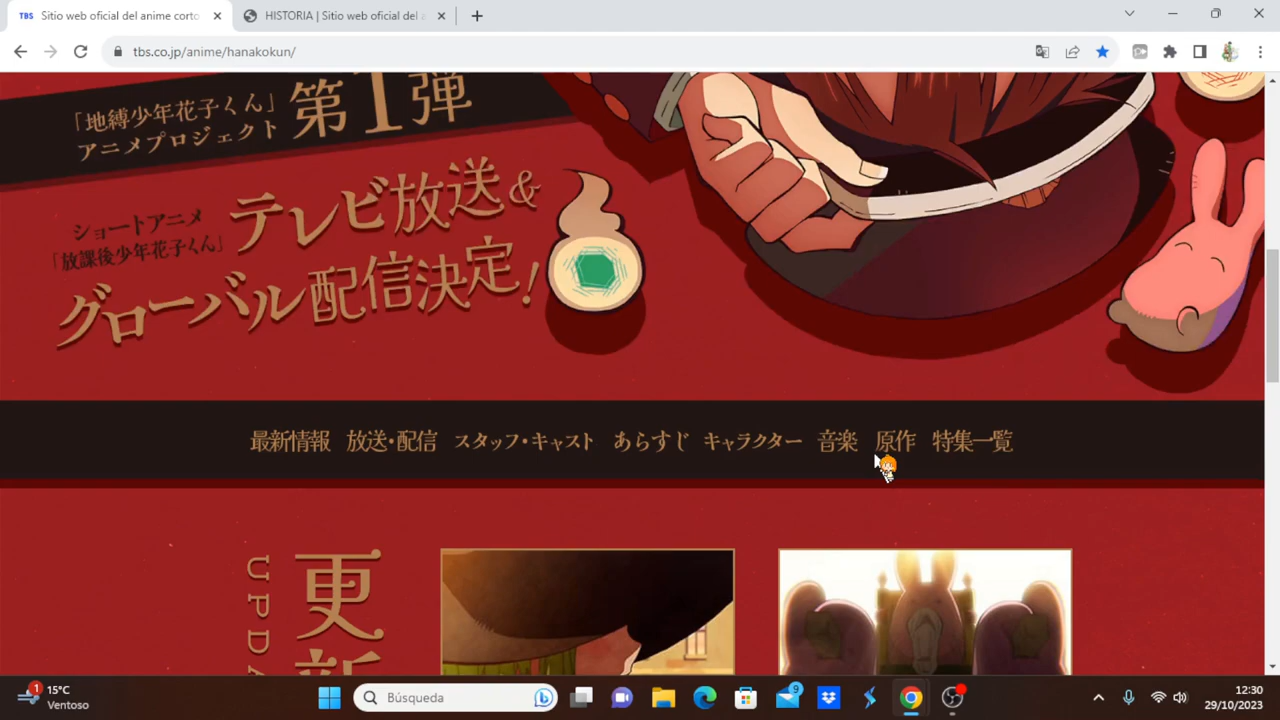 TBS Sitio web oficial del anime corto
HISTORIA | Sitio web oficial del a
tbs.co.jp/anime/hanakokun/
「地縛少年花子くん」
アニメプロジェクト
第1弾
ショートアニメ
「放課後少年花子くん」
テレビ放送&
グローバル配信決定!
最新情報 放送・配信 スタッフ・キャスト あらすじ キャラクター 音楽 原作 特集一覧
更新
UPDA
1
15°C
Ventoso
Búsqueda
9
12:30
29/10/2023